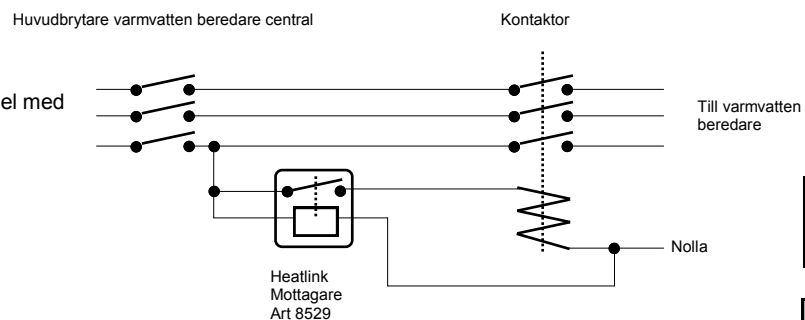 Huvudbrytare varmvatten beredare central
Kontaktor
el med
Till varmvatten
beredare
Nolla
Heatlink
Mottagare
Art 8529